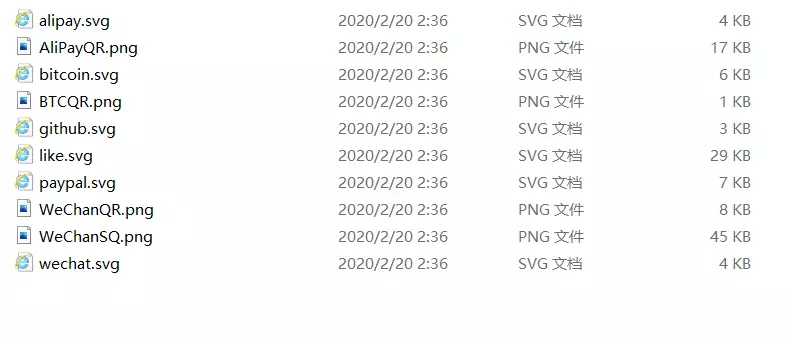 alipay.svg 2020/2/20 2:36 SVG 文档 4 KB
AliPayQR.png 2020/2/20 2:36 PNG 文件 17 KB
bitcoin.svg 2020/2/20 2:36 SVG 文档 6 KB
BTCQR.png 2020/2/20 2:36 PNG 文件 1 KB
github.svg 2020/2/20 2:36 SVG 文档 3 KB
like.svg 2020/2/20 2:36 SVG 文档 29 KB
paypal.svg 2020/2/20 2:36 SVG 文档 7 KB
WeChanQR.png 2020/2/20 2:36 PNG 文件 8 KB
WeChanSQ.png 2020/2/20 2:36 PNG 文件 45 KB
wechat.svg 2020/2/20 2:36 SVG 文档 4 KB